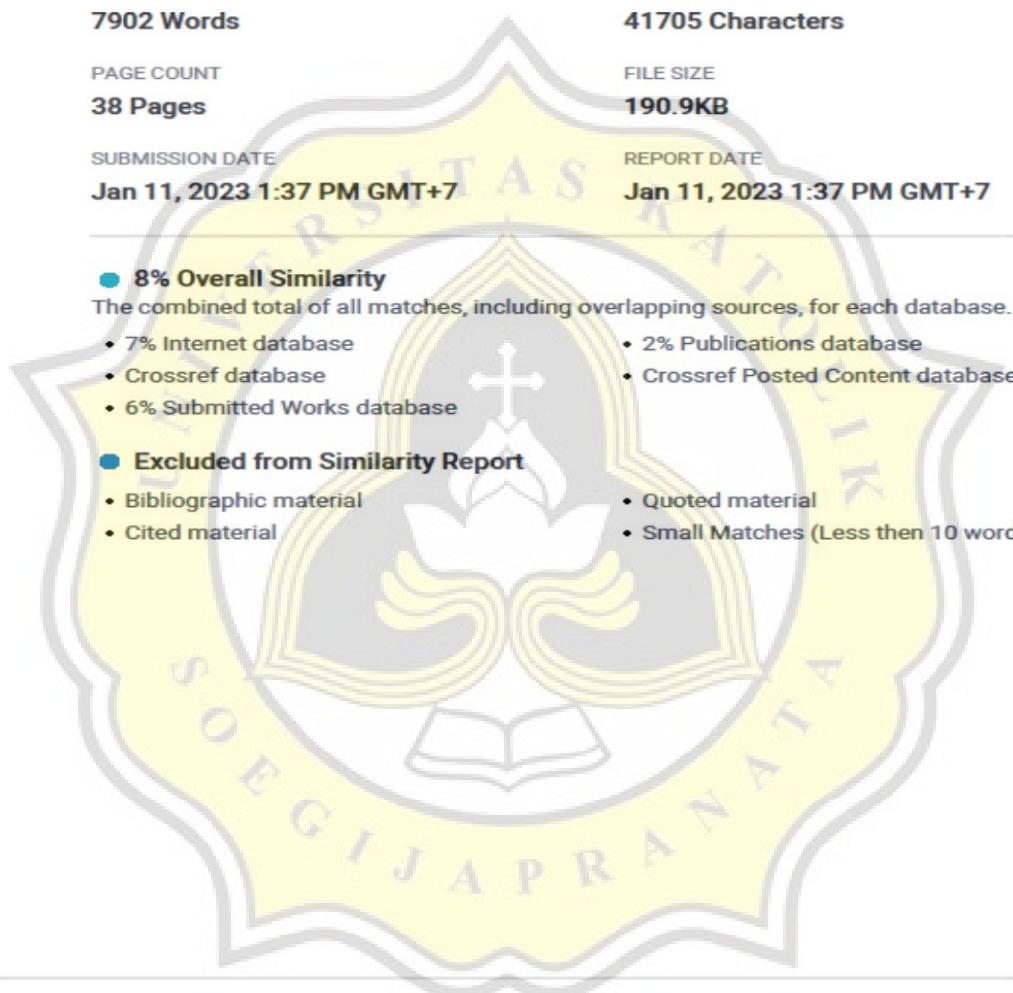 7902 Words
41705 Characters
PAGE COUNT
FILE SIZE
38 Pages
190.9KB
SUBMISSION DATE
REPORT DATE
Jan 11, 2023 1:37 PM GMT+7
Jan 11, 2023 1:37 PM GMT+7
8% Overall Similarity
The combined total of all matches, including overlapping sources, for each database.
• 7% Internet database
• 2% Publications database
• Crossref database
• Crossref Posted Content database
• 6% Submitted Works database
Excluded from Similarity Report
• Bibliographic material
• Quoted material
• Cited material
• Small Matches (Less then 10 word
UNIVERSITAS KATOLIK
SOEGIJAPRANATA